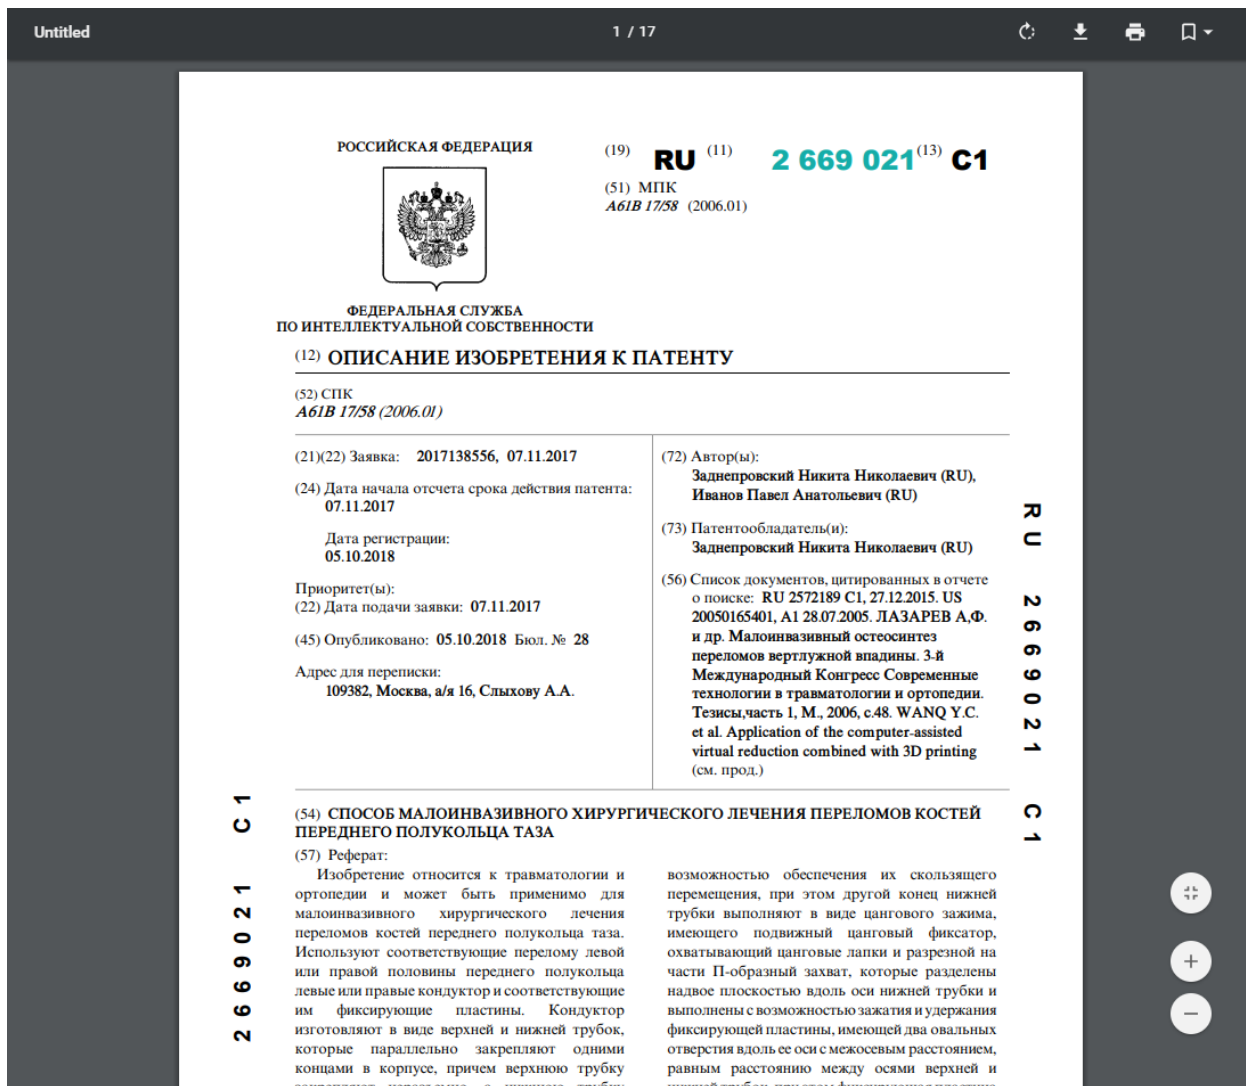 Untitled
1 / 17
РОССИЙСКАЯ ФЕДЕРАЦИЯ
(19) RU (11) 2 669 021 (13) C1
(51) МПК
A61B 17/58 (2006.01)
ФЕДЕРАЛЬНАЯ СЛУЖБА
ПО ИНТЕЛЛЕКТУАЛЬНОЙ СОБСТВЕННОСТИ
(12) ОПИСАНИЕ ИЗОБРЕТЕНИЯ К ПАТЕНТУ
(52) СПК
A61B 17/58 (2006.01)
(21)(22) Заявка: 2017138556, 07.11.2017
(24) Дата начала отсчета срока действия патента:
07.11.2017
Дата регистрации:
05.10.2018
Приоритет(ы):
(22) Дата подачи заявки: 07.11.2017
(45) Опубликовано: 05.10.2018 Бюл. № 28
Адрес для переписки:
109382, Москва, а/я 16, Слыхову А.А.
(72) Автор(ы):
Заднепровский Никита Николаевич (RU),
Иванов Павел Анатольевич (RU)
(73) Патентообладатель(и):
Заднепровский Никита Николаевич (RU)
(56) Список документов, цитированных в отчете
о поиске: RU 2572189 C1, 27.12.2015. US
20050165401, A1 28.07.2005. ЛАЗАРЕВ А,Ф.
и др. Малоинвазивный остеосинтез
переломов вертлужной впадины. 3-й
Международный Конгресс Современные
технологии в травматологии и ортопедии.
Тезисы,часть 1, М., 2006, с.48. WANQ Y.C.
et al. Application of the computer-assisted
virtual reduction combined with 3D printing
(см. прод.)
(54) СПОСОБ МАЛОИНВАЗИВНОГО ХИРУРГИЧЕСКОГО ЛЕЧЕНИЯ ПЕРЕЛОМОВ КОСТЕЙ
ПЕРЕДНЕГО ПОЛУКОЛЬЦА ТАЗА
(57) Реферат:
Изобретение относится к травматологии и
ортопедии и может быть применимо для
малоинвазивного хирургического лечения
переломов костей переднего полукольца таза.
Используют соответствующие перелому левой
или правой половины переднего полукольца
левые или правые кондуктор и соответствующие
им фиксирующие пластины. Кондуктор
изготовляют в виде верхней и нижней трубок,
которые параллельно закрепляют одними
концами в корпусе, причем верхнюю трубку
возможностью обеспечения их скользящего
перемещения, при этом другой конец нижней
трубки выполняют в виде цангового зажима,
имеющего подвижный цанговый фиксатор,
охватывающий цанговые лапки и разрезной на
части П-образный захват, которые разделены
надвое плоскостью вдоль оси нижней трубки и
выполнены с возможностью зажатия и удержания
фиксирующей пластины, имеющей два овальных
отверстия вдоль ее оси с межосевым расстоянием,
равным расстоянию между осями верхней и
RU 2669021 C1
2669021 C1